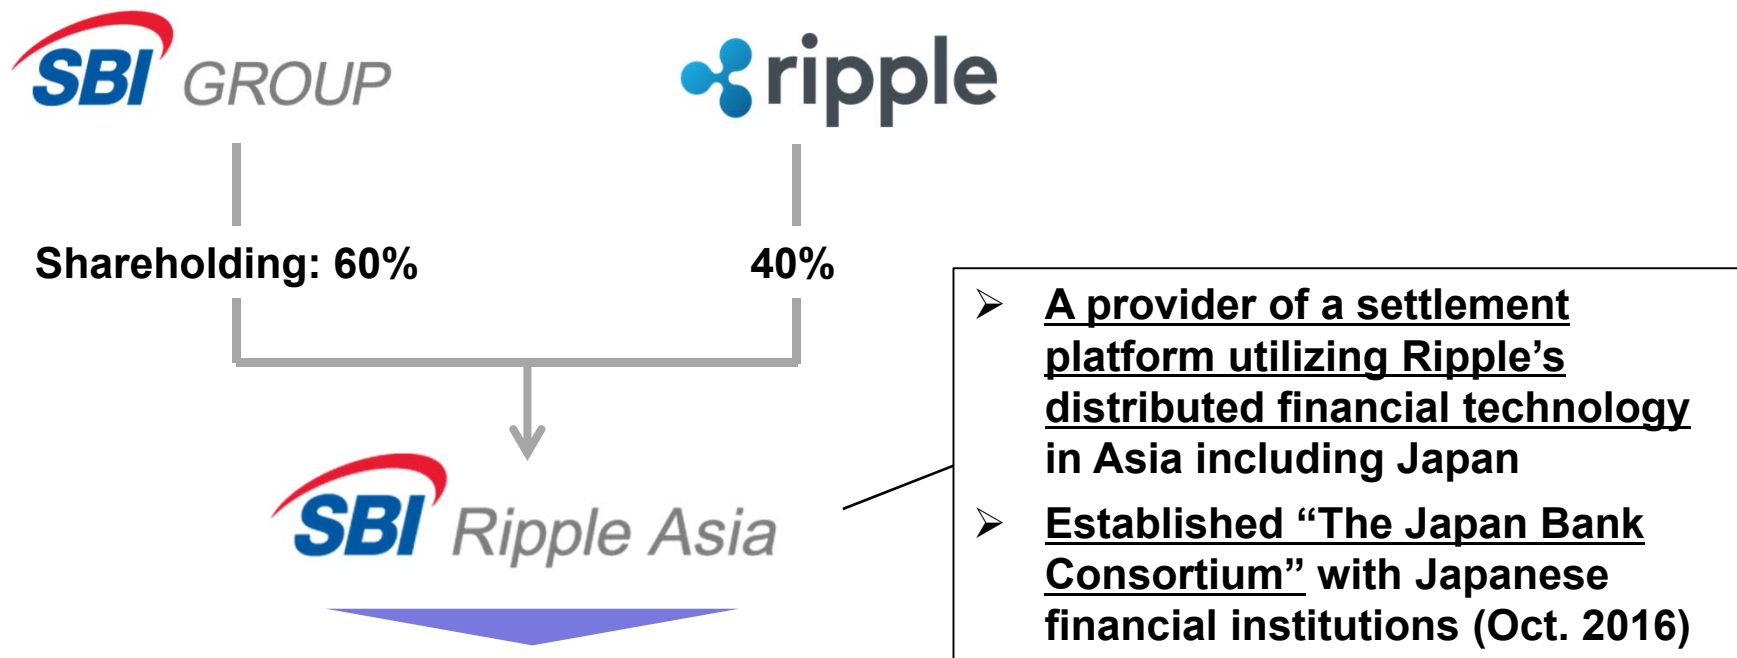 SBI GROUP
ripple
Shareholding: 60%
40%
➢ A provider of a settlement
platform utilizing Ripple’s
distributed financial technology
in Asia including Japan
➢ Established “The Japan Bank
Consortium” with Japanese
financial institutions (Oct. 2016)
SBI Ripple Asia